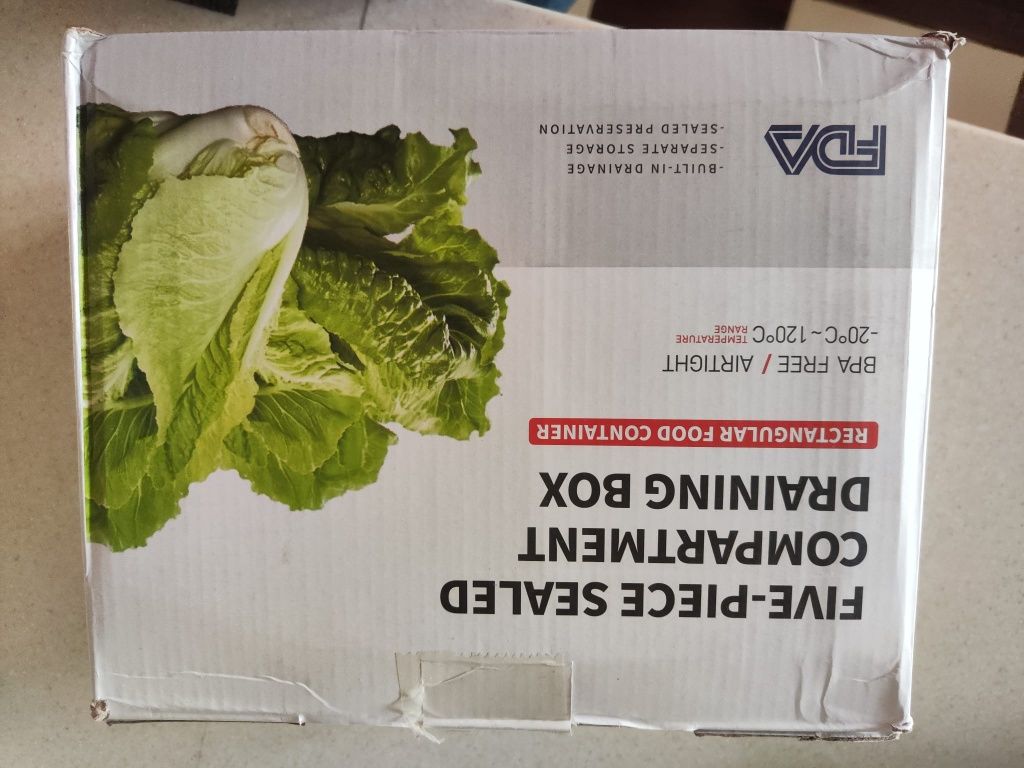 FIVE-PIECE SEALED
COMPARTMENT
DRAINING BOX
RECTANGULAR FOOD CONTAINER
BPA FREE / AIRTIGHT
-20°C~120°C TEMPERATURE
RANGE
FDA
-BUILT-IN DRAINAGE
-SEPARATE STORAGE
-SEALED PRESERVATION